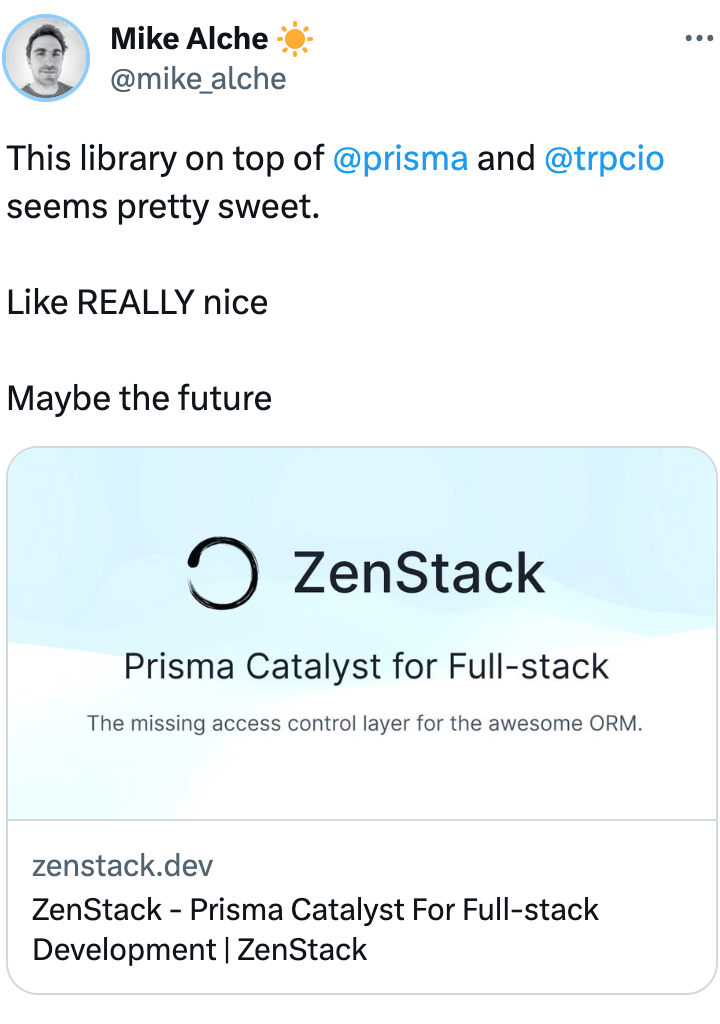 Mike Alche ☀️
@mike_alche
This library on top of @prisma and @trpcio
seems pretty sweet.
Like REALLY nice
Maybe the future
ZenStack
Prisma Catalyst for Full-stack
The missing access control layer for the awesome ORM.
zenstack.dev
ZenStack - Prisma Catalyst For Full-stack
Development | ZenStack